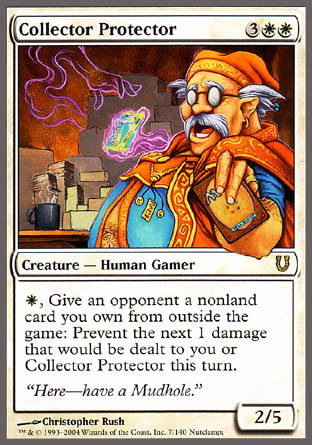 Collector Protector 3
Creature — Human Gamer
, Give an opponent a nonland
card you own from outside the
game: Prevent the next 1 damage
that would be dealt to you or
Collector Protector this turn.
“Here—have a Mudhole.”
Christopher Rush
™ & © 1993–2004 Wizards of the Coast, Inc. 7/140 Nutclamps
2/5